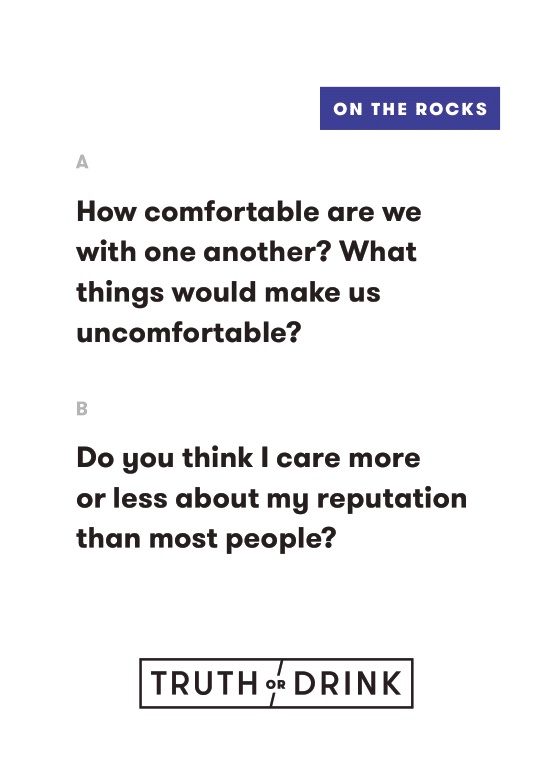 ON THE ROCKS
A
How comfortable are we
with one another? What
things would make us
uncomfortable?
B
Do you think I care more
or less about my reputation
than most people?
TRUTH OR DRINK